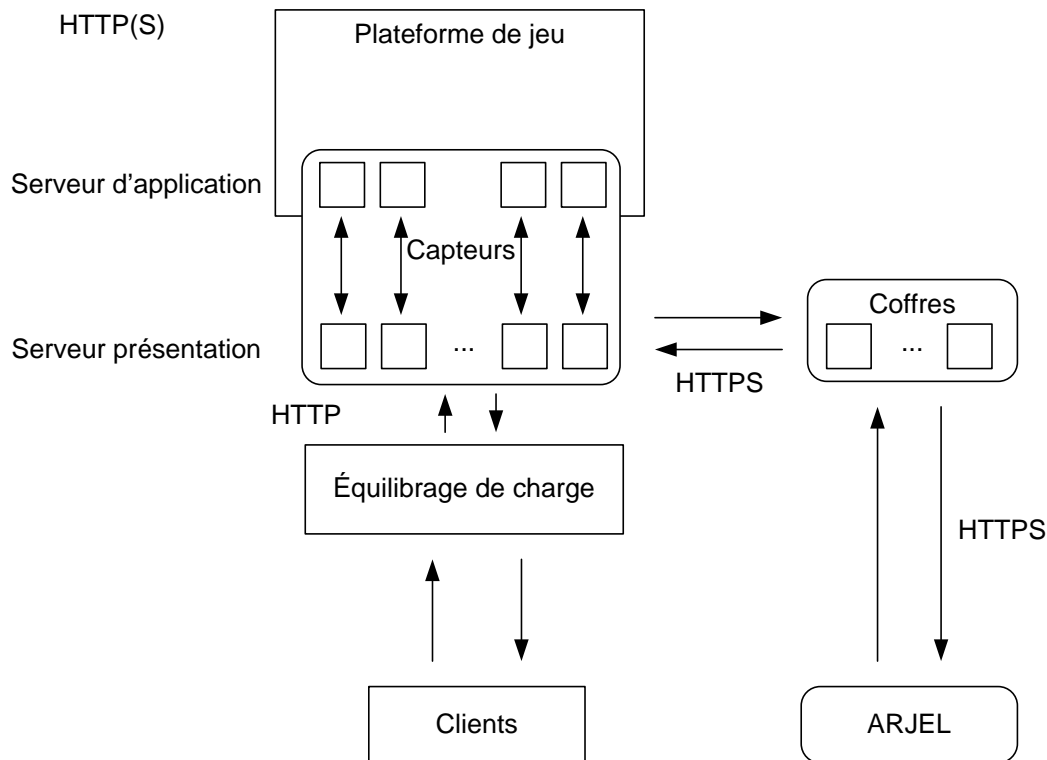 HTTP(S)
Plateforme de jeu
Serveur d’application
Capteurs
Coffres
...
Serveur présentation
...
HTTPS
HTTP
Équilibrage de charge
HTTPS
Clients
ARJEL